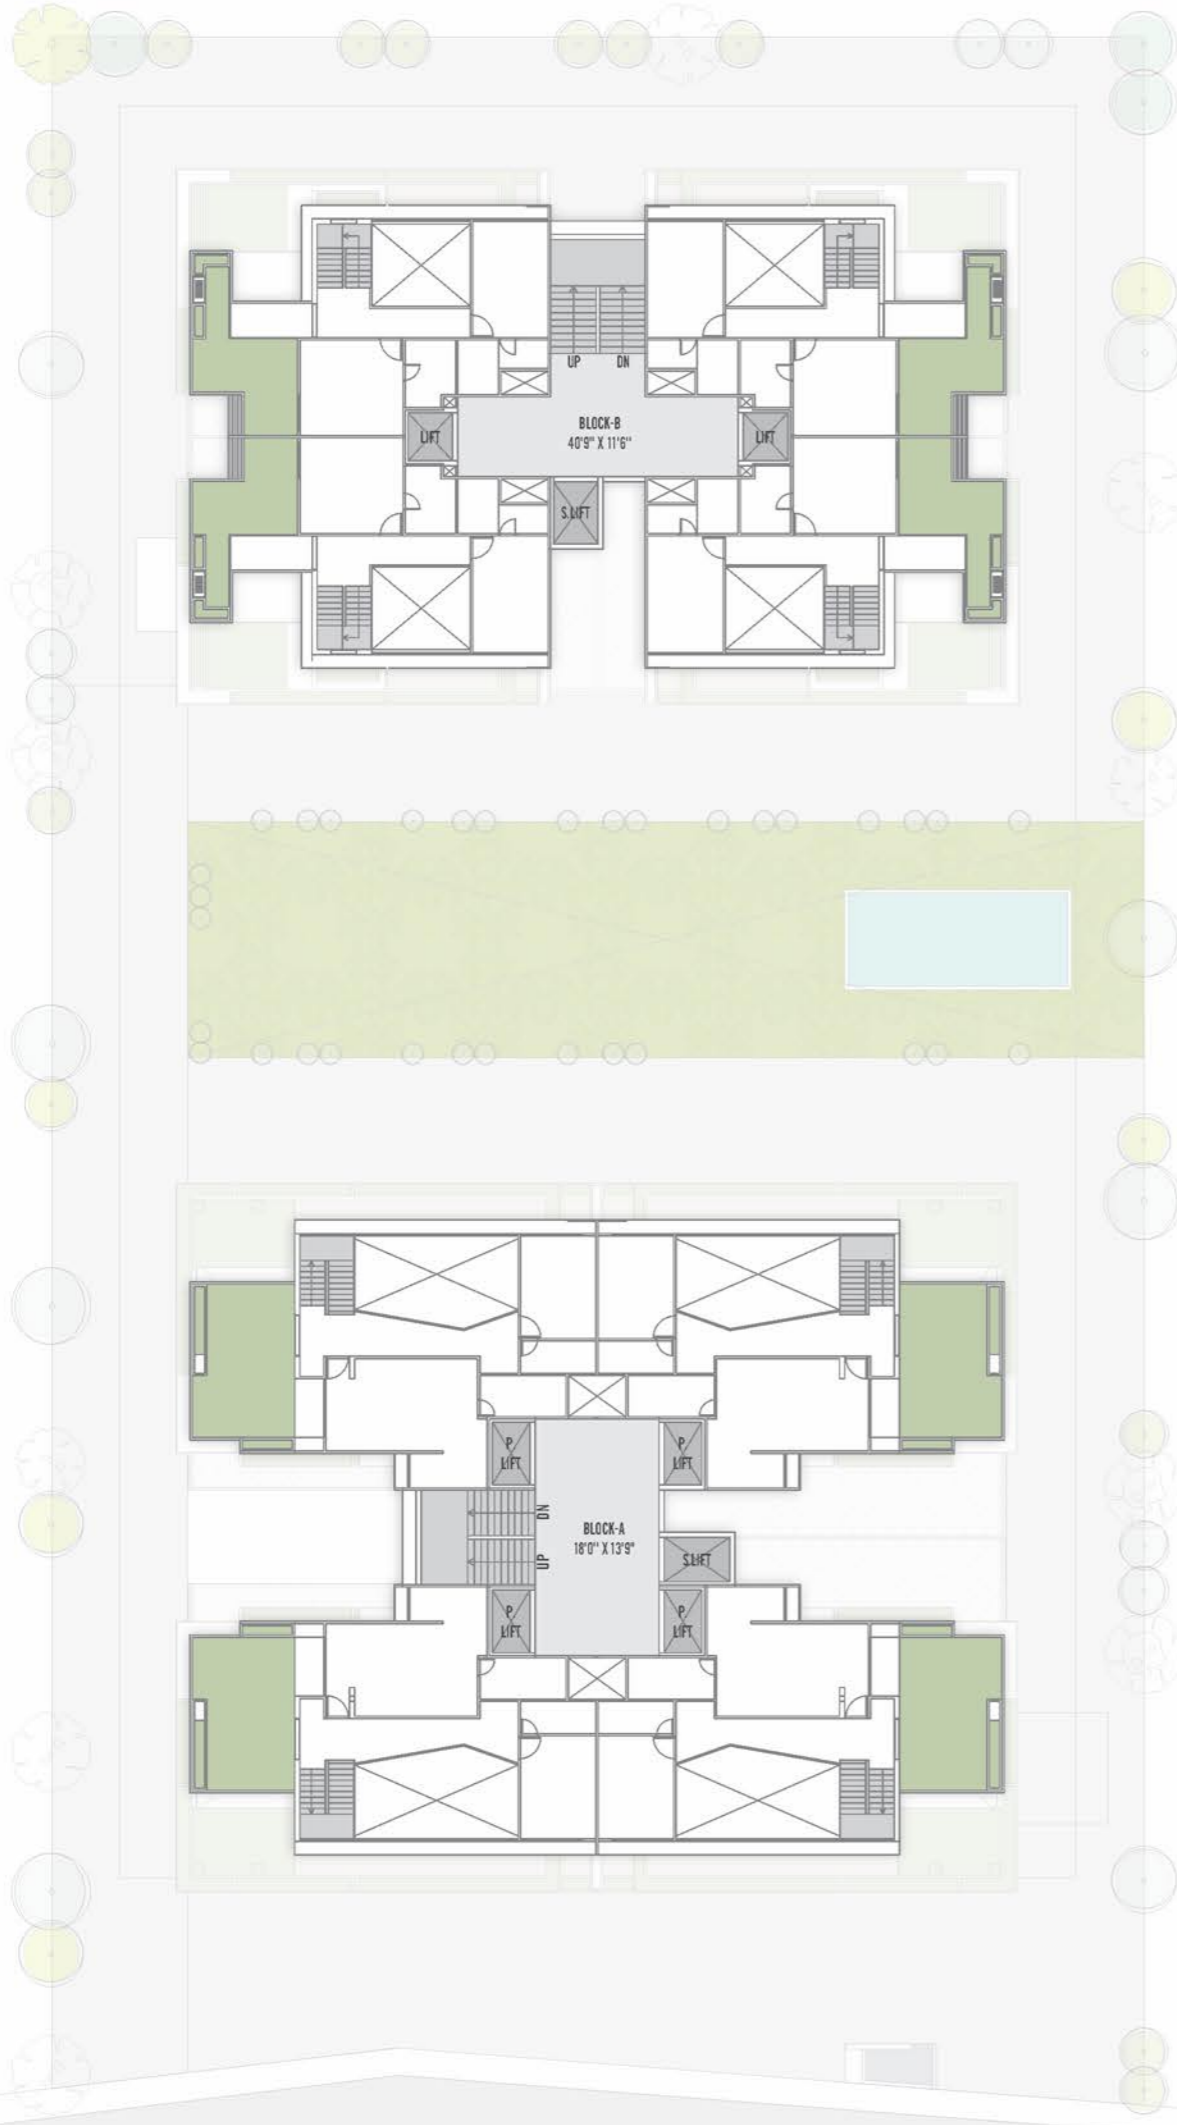 UP DN
LIFT
BLOCK-B
40'9" X 11'6"
LIFT
S.LIFT
P.
LIFT
P.
LIFT
DN
BLOCK-A
18'0" X 13'9"
UP
S.LIFT
P.
LIFT
P.
LIFT